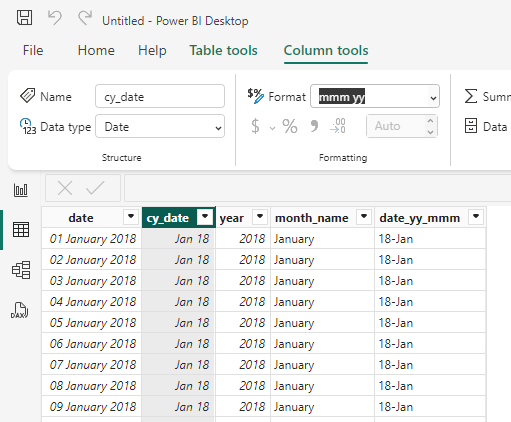 Untitled - Power BI Desktop
File Home Help Table tools Column tools
Name cy_date $% Format mmm yy Σ Summ
123 Data type Date $ % 9 .00 Auto Data
Structure Formatting
date cy_date year month_name date_yy_mmm
01 January 2018 Jan 18 2018 January 18-Jan
02 January 2018 Jan 18 2018 January 18-Jan
03 January 2018 Jan 18 2018 January 18-Jan
04 January 2018 Jan 18 2018 January 18-Jan
05 January 2018 Jan 18 2018 January 18-Jan
06 January 2018 Jan 18 2018 January 18-Jan
07 January 2018 Jan 18 2018 January 18-Jan
08 January 2018 Jan 18 2018 January 18-Jan
DAX 09 January 2018 Jan 18 2018 January 18-Jan